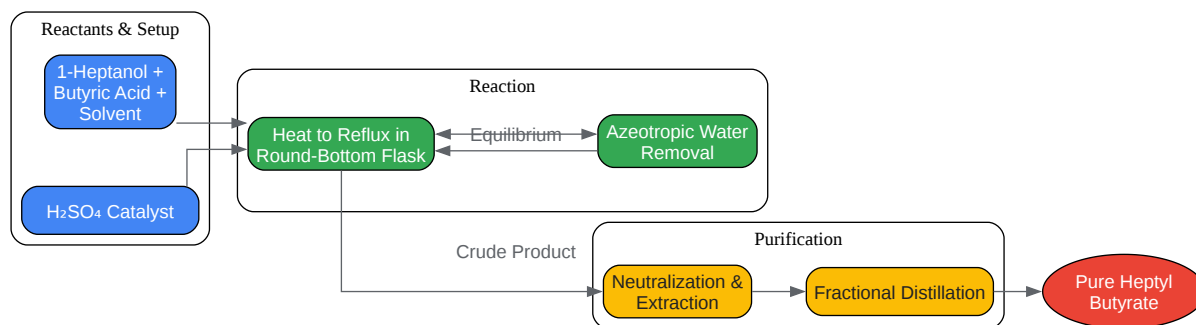 Reactants & Setup
1-Heptanol +
Butyric Acid +
Solvent
H₂SO₄ Catalyst
Reaction
Heat to Reflux in
Round-Bottom Flask
Equilibrium
Azeotropic Water
Removal
Crude Product
Purification
Neutralization &
Extraction
Fractional Distillation
Pure Heptyl
Butyrate